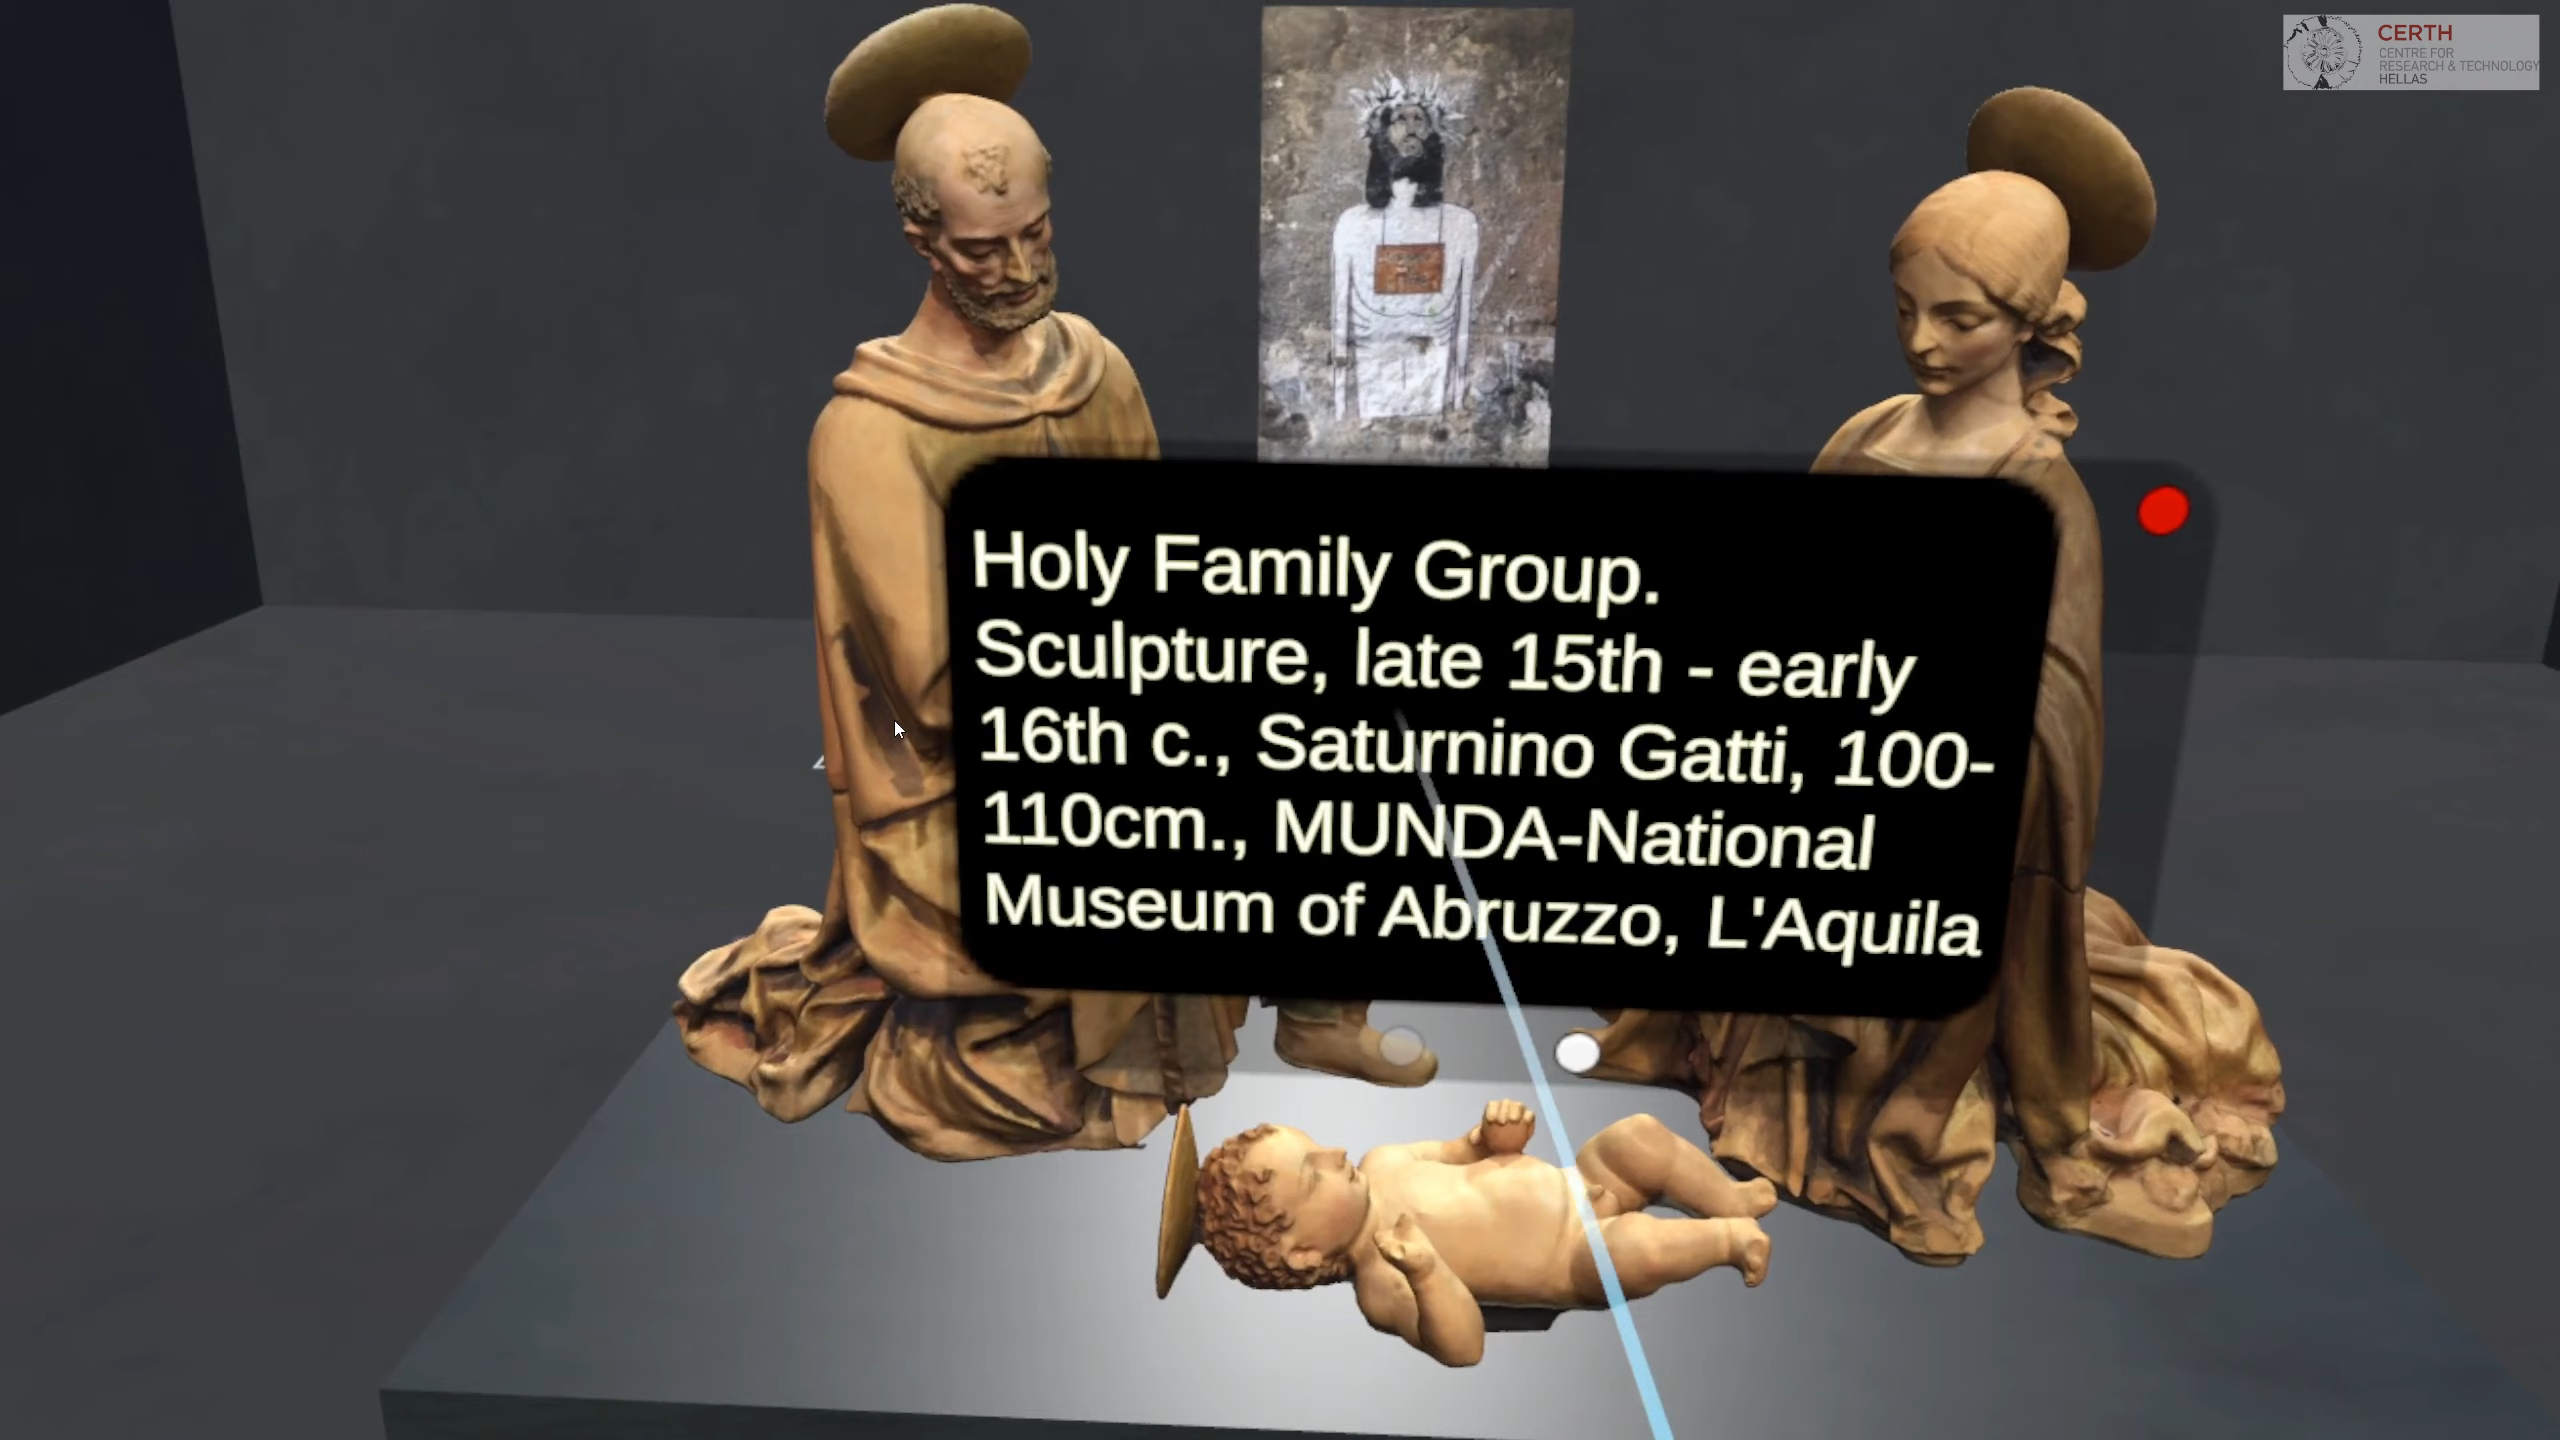 CERTH
CENTRE FOR
RESEARCH & TECHNOLOGY
HELLAS
Holy Family Group.
Sculpture, late 15th - early
16th c., Saturnino Gatti, 100-
110cm., MUNDA-National
Museum of Abruzzo, L'Aquila